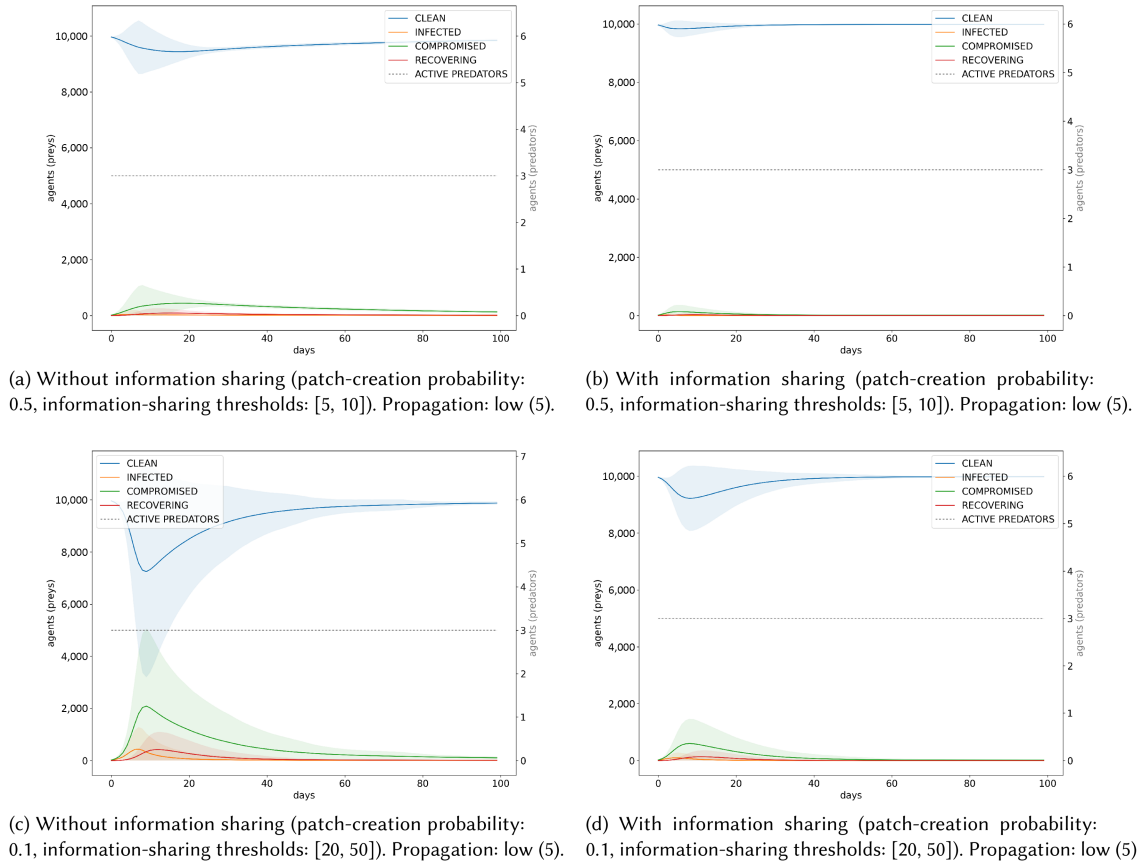 CLEAN
INFECTED
COMPROMISED
RECOVERING
ACTIVE PREDATORS
10,000
8,000
6,000
4,000
2,000
0
agents (preys)
6
5
4
3
2
1
0
agents (predators)
0 20 40 60 80 100
days
(a) Without information sharing (patch-creation probability:
0.5, information-sharing thresholds: [5, 10]). Propagation: low (5).
CLEAN
INFECTED
COMPROMISED
RECOVERING
ACTIVE PREDATORS
10,000
8,000
6,000
4,000
2,000
0
agents (preys)
6
5
4
3
2
1
0
agents (predators)
0 20 40 60 80 100
days
(b) With information sharing (patch-creation probability:
0.5, information-sharing thresholds: [5, 10]). Propagation: low (5).
CLEAN
INFECTED
COMPROMISED
RECOVERING
ACTIVE PREDATORS
10,000
8,000
6,000
4,000
2,000
0
agents (preys)
7
6
5
4
3
2
1
0
agents (predators)
0 20 40 60 80 100
days
(c) Without information sharing (patch-creation probability:
0.1, information-sharing thresholds: [20, 50]). Propagation: low (5).
CLEAN
INFECTED
COMPROMISED
RECOVERING
ACTIVE PREDATORS
10,000
8,000
6,000
4,000
2,000
0
agents (preys)
6
5
4
3
2
1
0
agents (predators)
0 20 40 60 80 100
days
(d) With information sharing (patch-creation probability:
0.1, information-sharing thresholds: [20, 50]). Propagation: low (5)